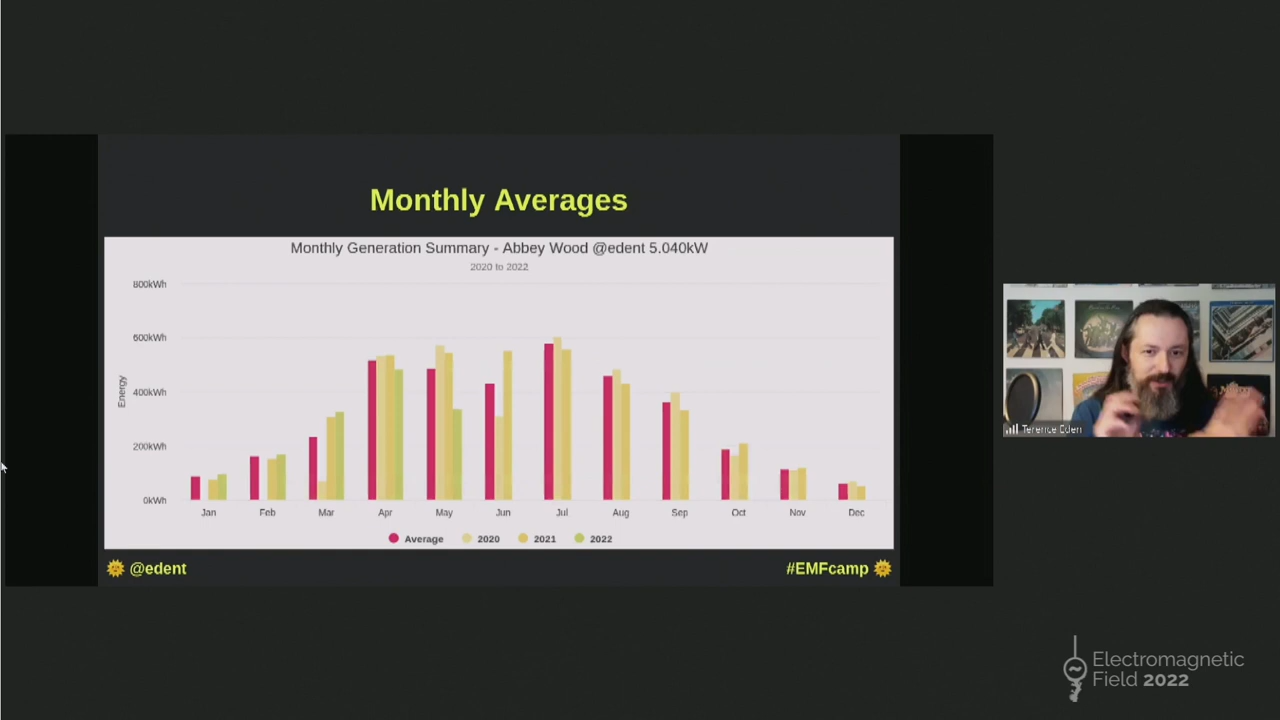 Monthly Averages
Monthly Generation Summary - Abbey Wood @edent 5.040kW
2020 to 2022
800kWh
600kWh
400kWh
200kWh
0kWh
Energy
Jan Feb Mar Apr May Jun Jul Aug Sep Oct Nov Dec
Average 2020 2021 2022
@edent
#EMFcamp
Terence Eden
Electromagnetic
Field 2022